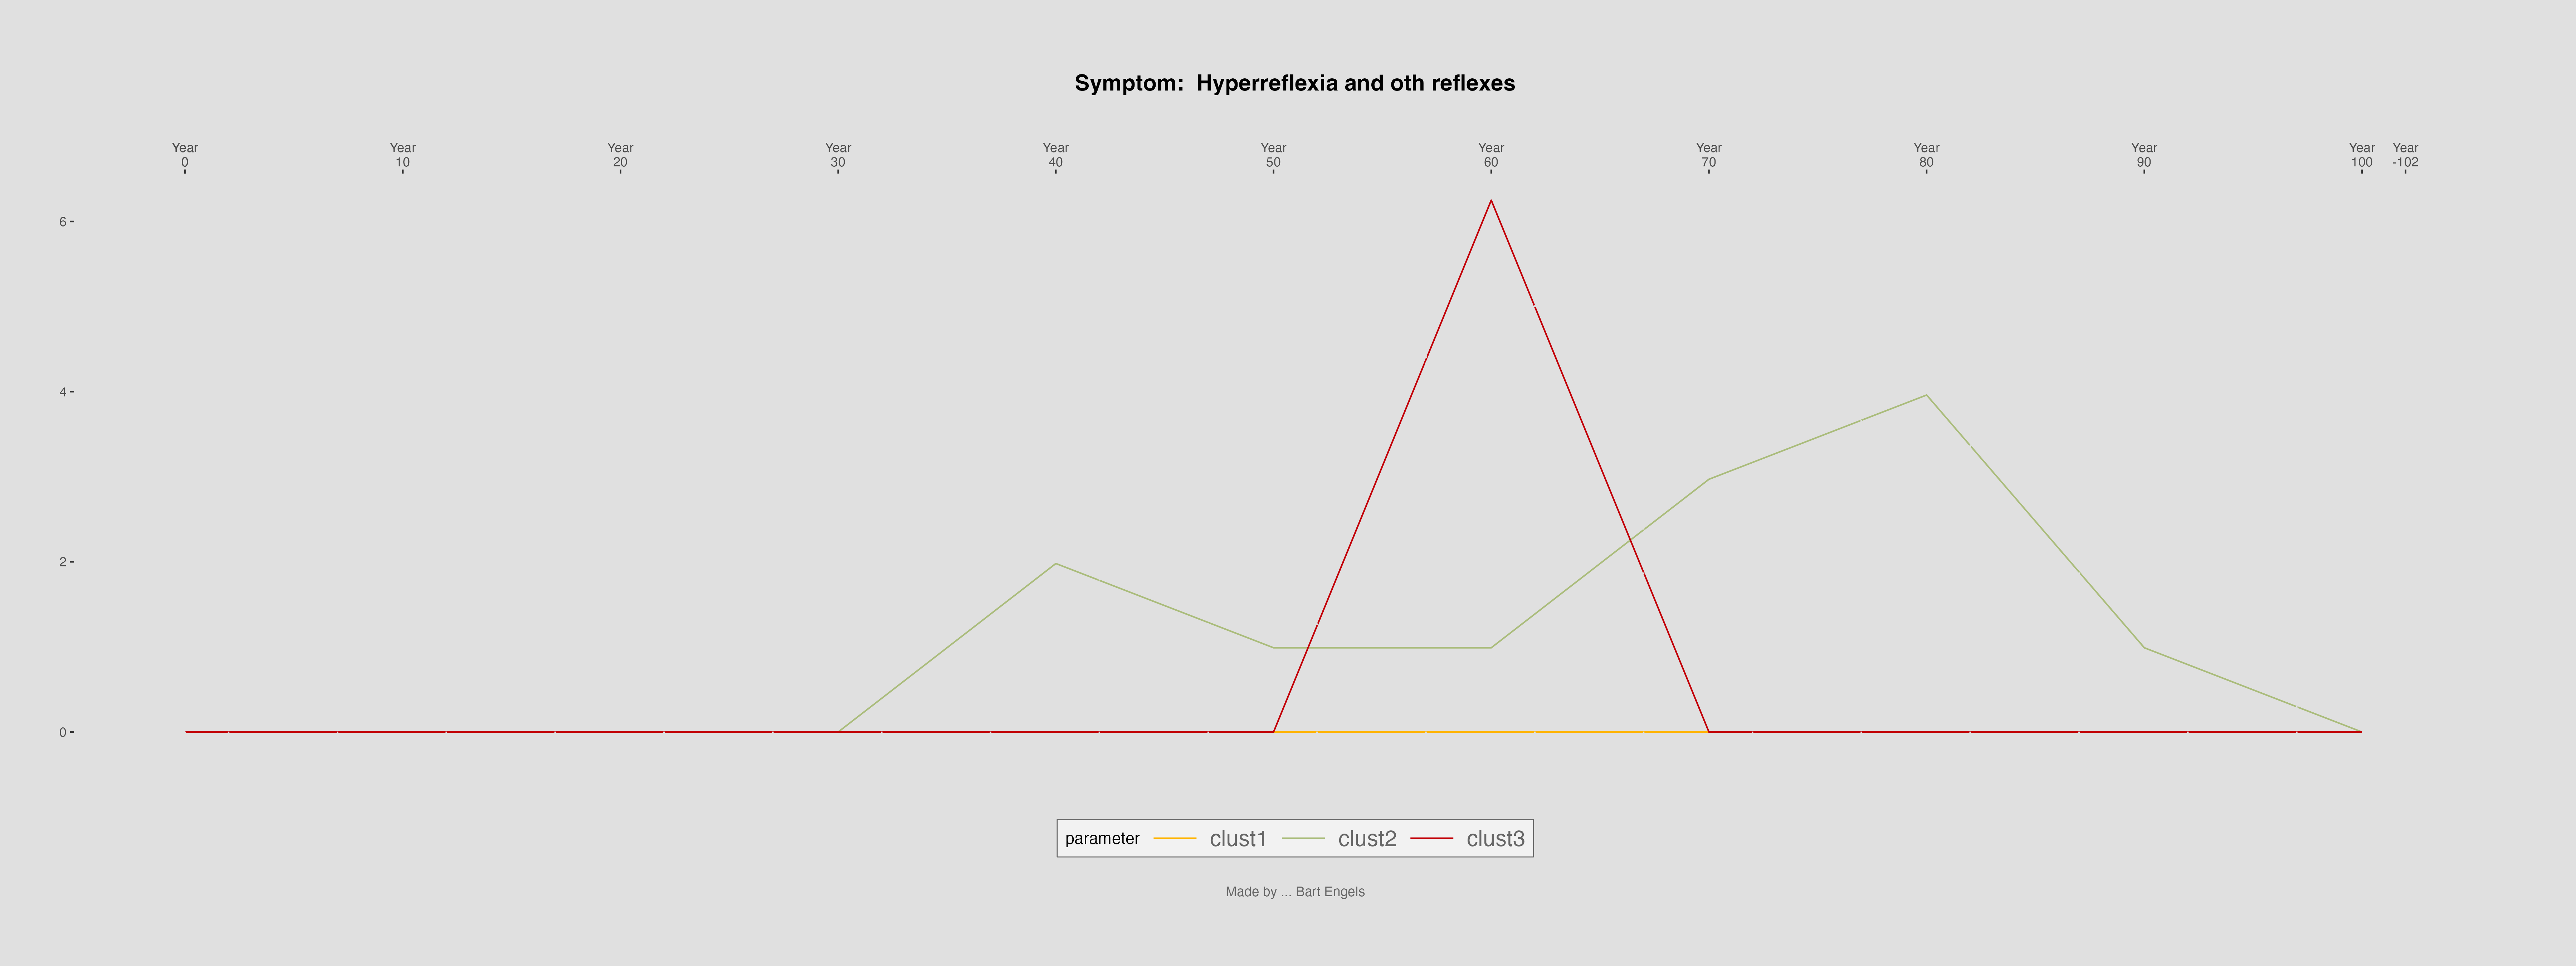 Symptom:  Hyperreflexia and oth reflexes
Year Year Year Year Year Year Year Year Year Year Year Year
0 10 20 30 40 50 60 70 80 90 100 -102
6
4
2
0
parameter clust1 clust2 clust3
Made by ... Bart Engels